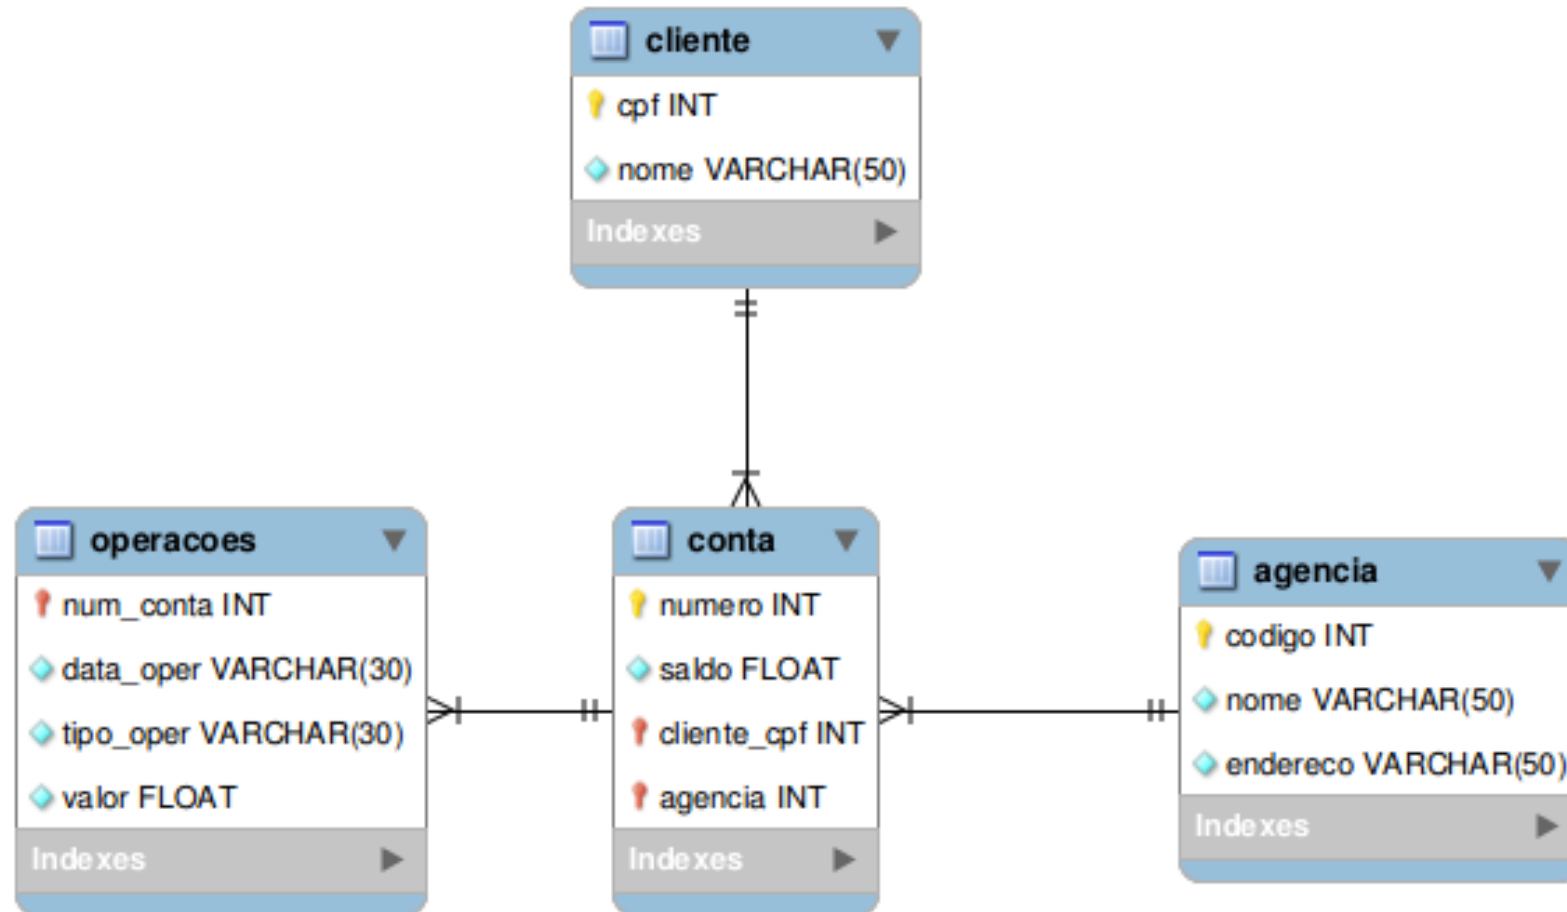 cliente
cpf INT
nome VARCHAR(50)
Indexes
operacoes
num_conta INT
data_oper VARCHAR(30)
tipo_oper VARCHAR(30)
valor FLOAT
Indexes
conta
numero INT
saldo FLOAT
cliente_cpf INT
agencia INT
Indexes
agencia
codigo INT
nome VARCHAR(50)
endereco VARCHAR(50)
Indexes